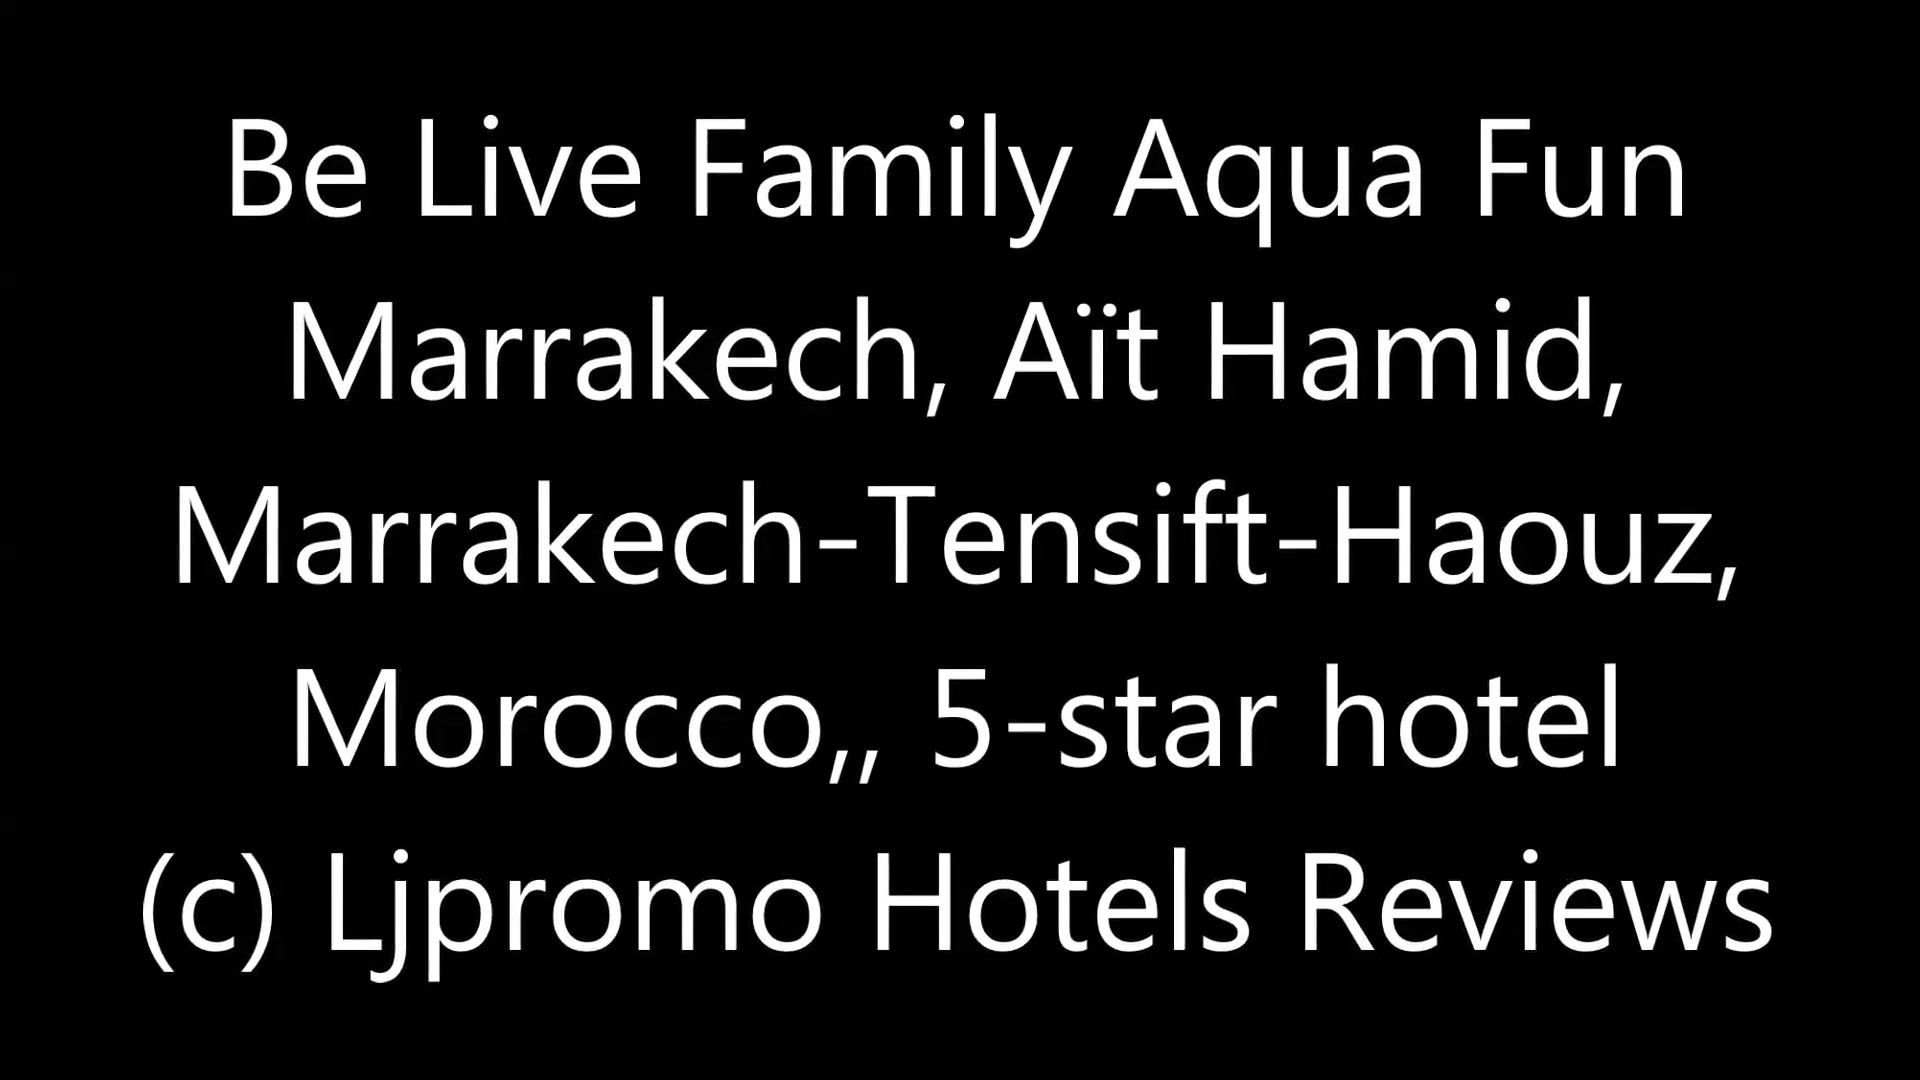 Be Live Family Aqua Fun
Marrakech, Aït Hamid,
Marrakech-Tensift-Haouz,
Morocco,, 5-star hotel
(c) Ljpromo Hotels Reviews